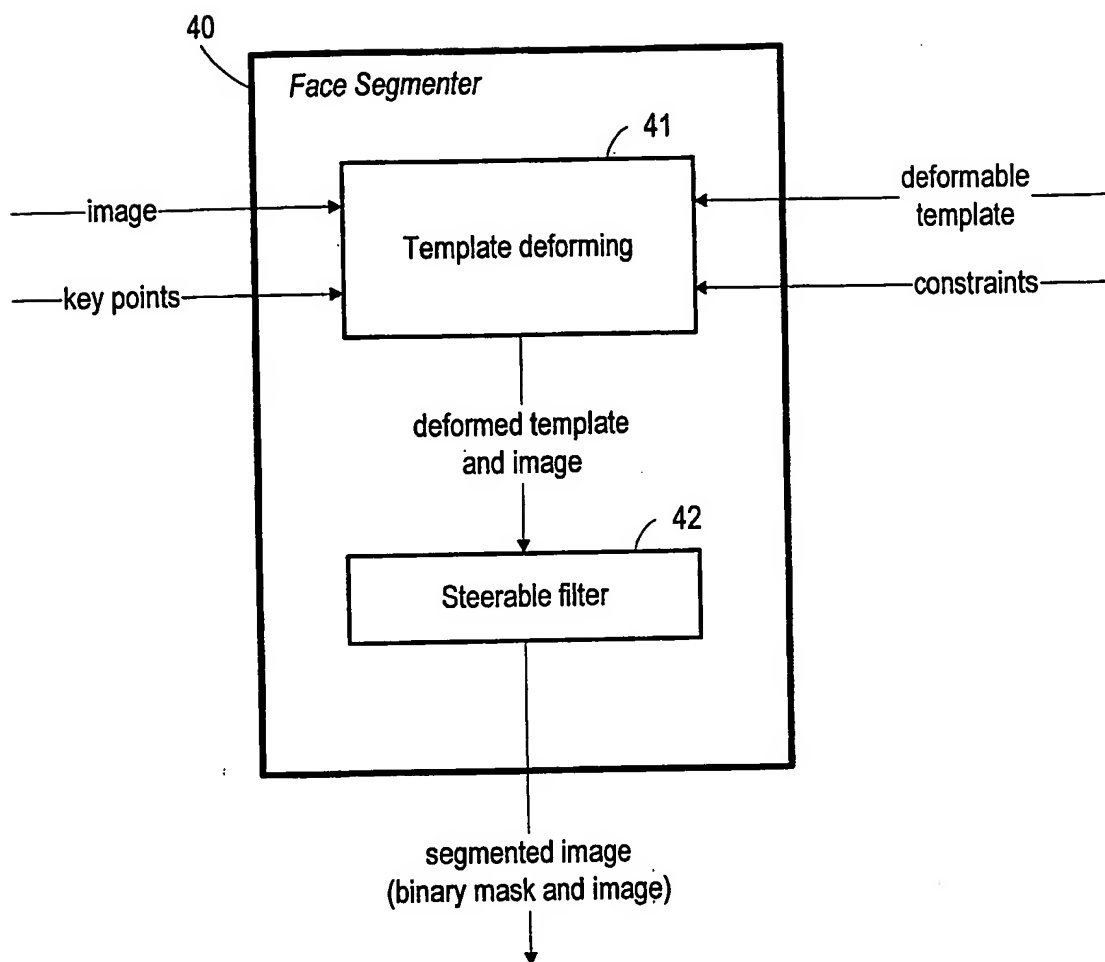 40
Face Segmenter
41
image
deformable
template
Template deforming
key points
constraints
deformed template
and image
42
Steerable filter
segmented image
(binary mask and image)